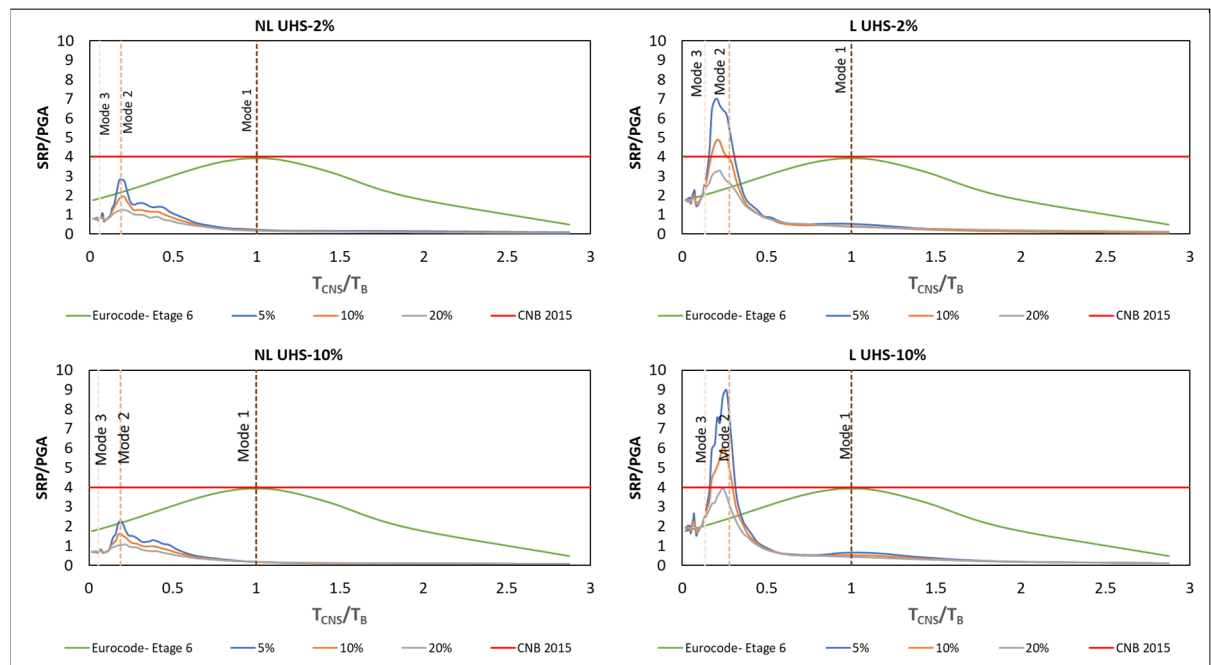 NL UHS-2%
10
9
8
7
6
5
4
3
2
1
0
SRP/PGA
Mode 3
Mode 2
Mode 1
0 0.5 1 1.5 2 2.5 3
T_CNS/T_B
Eurocode- Etage 6 5% 10% 20% CNB 2015
L UHS-2%
10
9
8
7
6
5
4
3
2
1
0
SRP/PGA
Mode 3
Mode 2
Mode 1
0 0.5 1 1.5 2 2.5 3
T_CNS/T_B
Eurocode- Etage 6 5% 10% 20% CNB 2015
NL UHS-10%
10
9
8
7
6
5
4
3
2
1
0
SRP/PGA
Mode 3
Mode 2
Mode 1
0 0.5 1 1.5 2 2.5 3
T_CNS/T_B
Eurocode- Etage 6 5% 10% 20% CNB 2015
L UHS-10%
10
9
8
7
6
5
4
3
2
1
0
SRP/PGA
Mode 3
Mode 2
Mode 1
0 0.5 1 1.5 2 2.5 3
T_CNS/T_B
Eurocode- Etage 6 5% 10% 20% CNB 2015